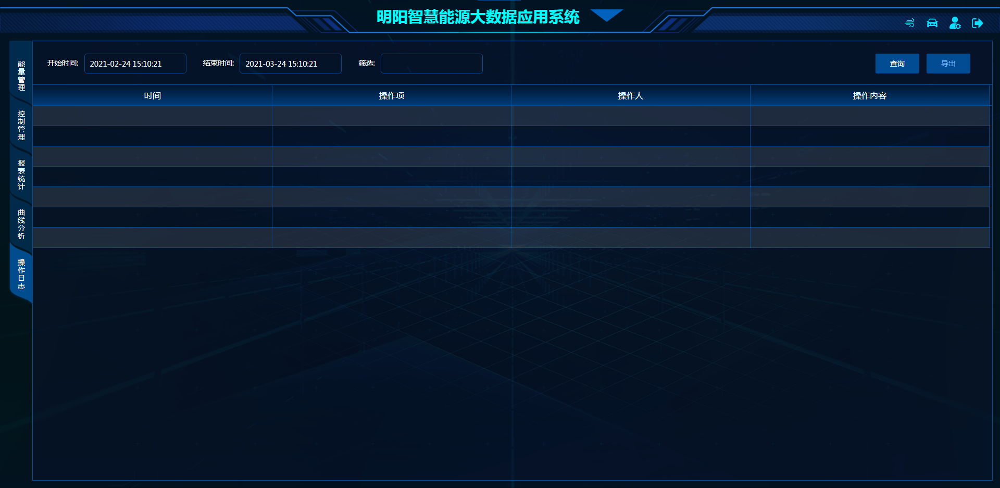 明阳智慧能源大数据应用系统
能量管理
控制管理
报表统计
曲线分析
操作日志
开始时间: 2021-02-24 15:10:21 结束时间: 2021-03-24 15:10:21 筛选: 查询 导出
时间 操作项 操作人 操作内容